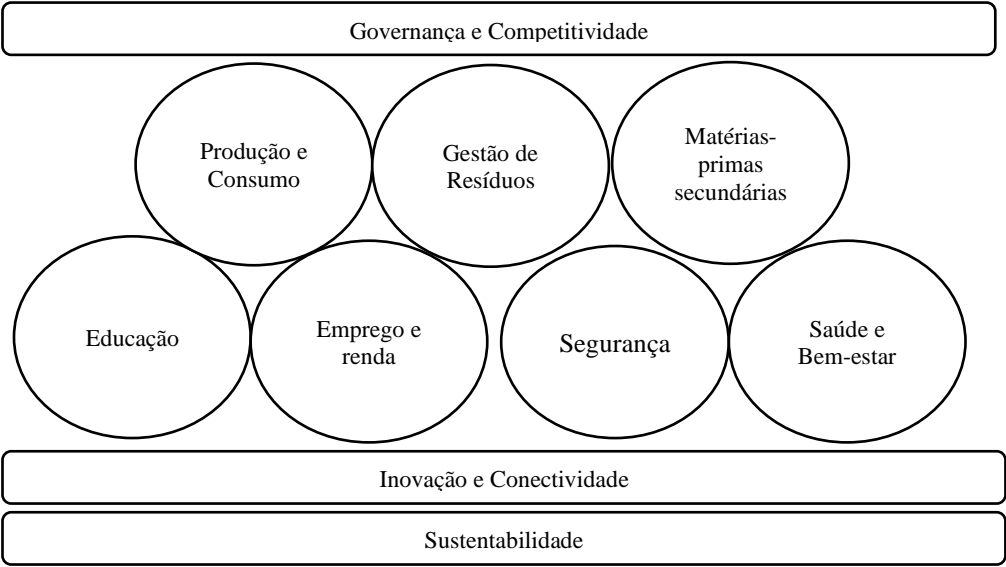 Governança e Competitividade
Produção e
Consumo
Gestão de
Resíduos
Matérias-
primas
secundárias
Educação
Emprego e
renda
Segurança
Saúde e
Bem-estar
Inovação e Conectividade
Sustentabilidade